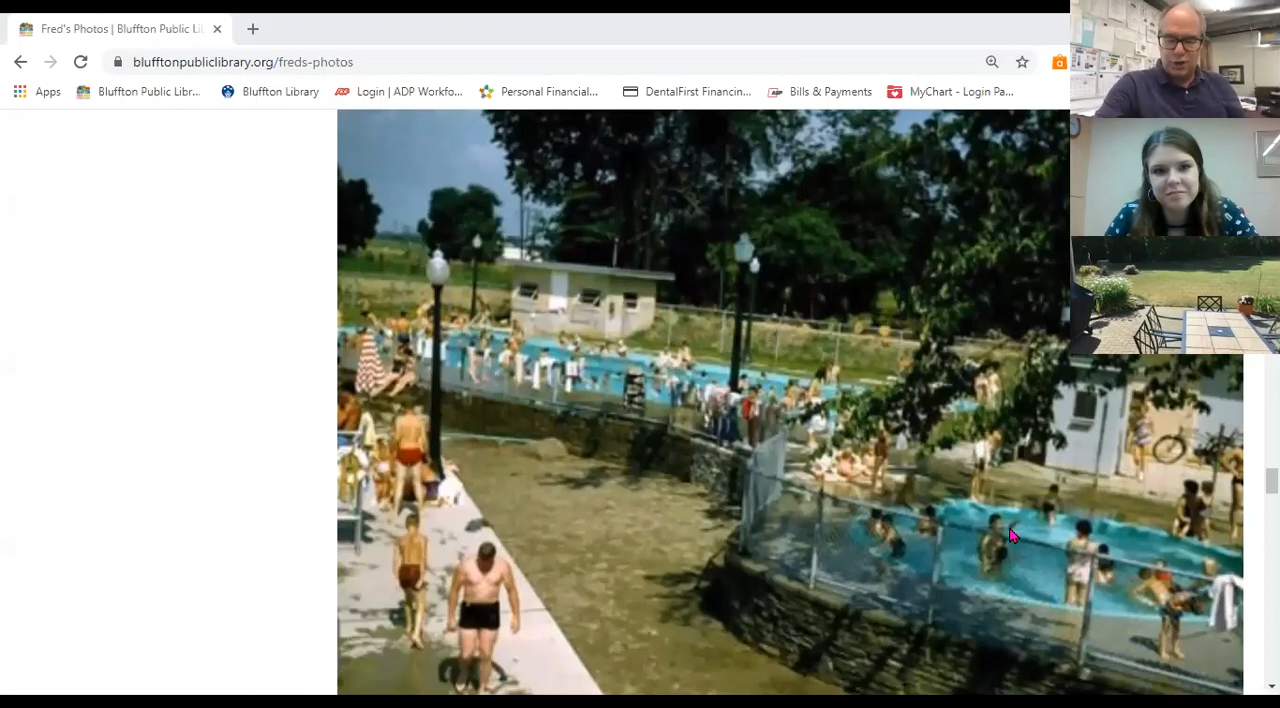 Fred's Photos | Bluffton Public Li
blufftonpubliclibrary.org/freds-photos
Apps Bluffton Public Libr... Bluffton Library Login | ADP Workfo... Personal Financial... DentalFirst Financin... Bills & Payments MyChart - Login Pa...